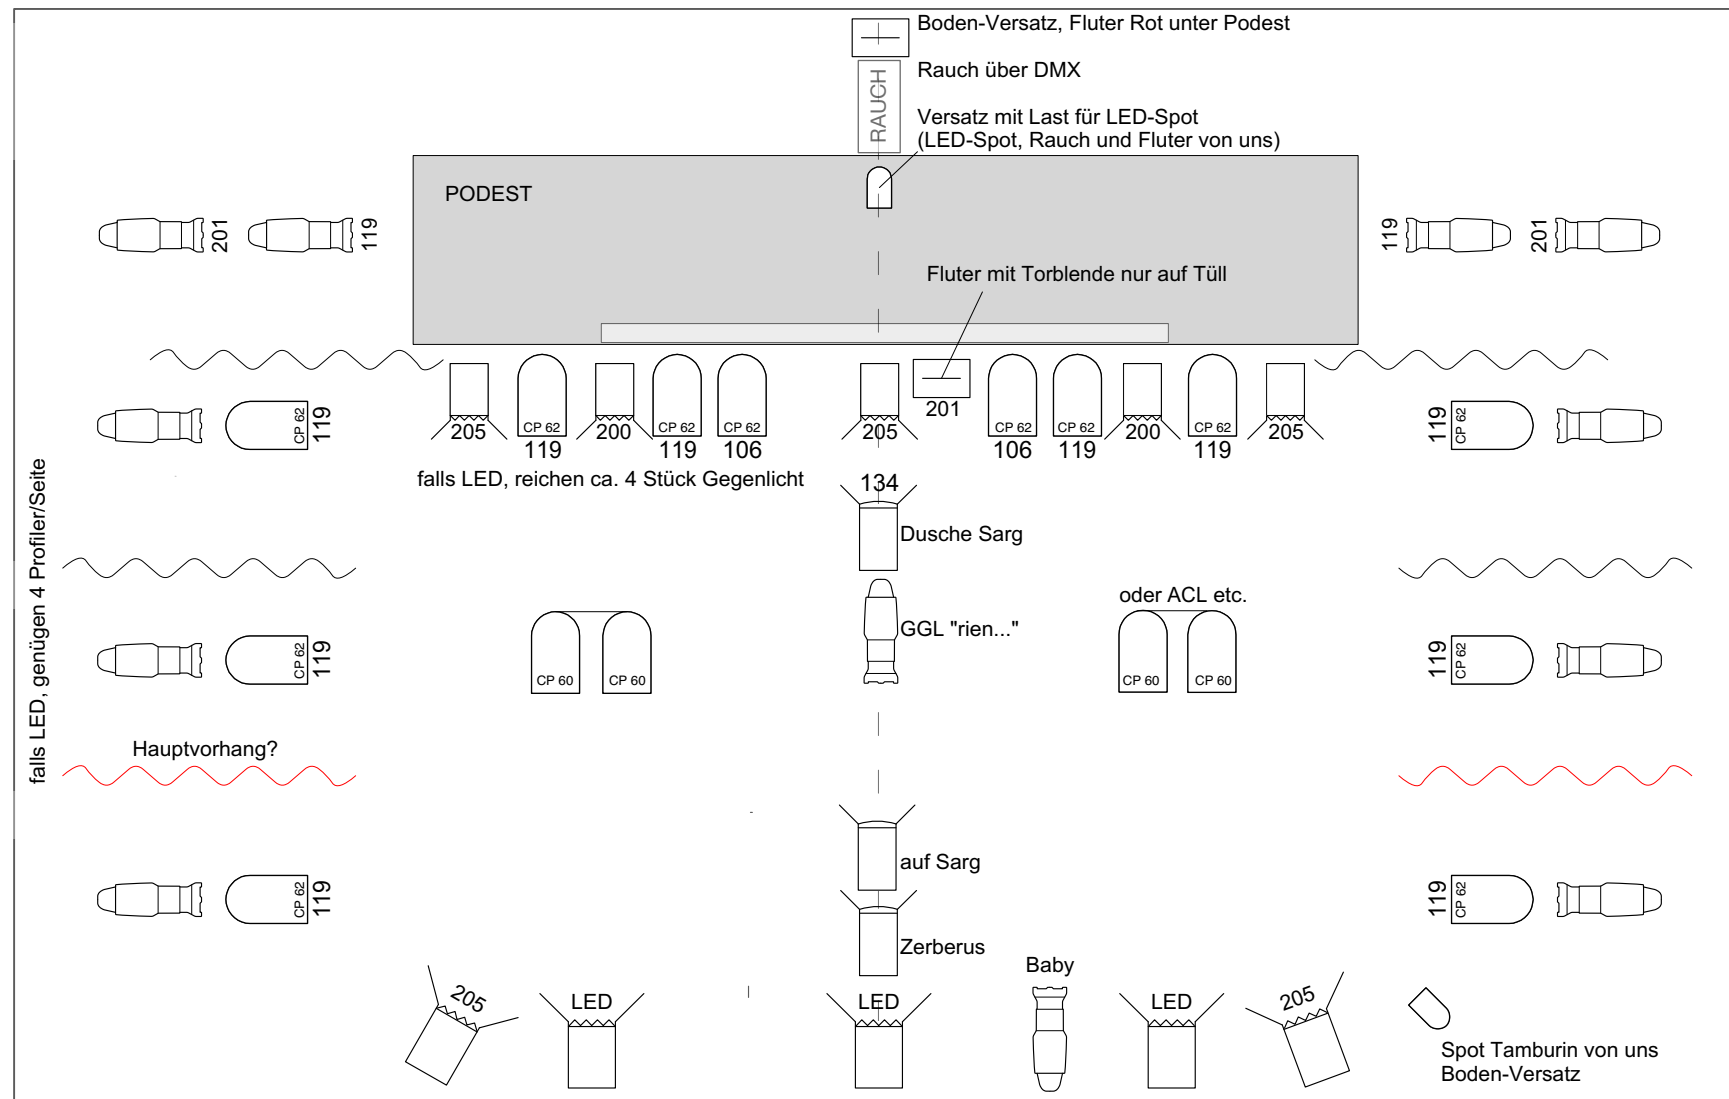 Boden-Versatz, Fluter Rot unter Podest
RAUCH
Rauch über DMX
Versatz mit Last für LED-Spot
(LED-Spot, Rauch und Fluter von uns)
PODEST
201
119
119
201
Fluter mit Torblende nur auf Tüll
CP 62
119
205
CP 62
119
200
CP 62
119
CP 62
106
205
201
CP 62
106
CP 62
119
200
CP 62
119
205
119
CP 62
falls LED, reichen ca. 4 Stück Gegenlicht
134
Dusche Sarg
falls LED, genügen 4 Profiler/Seite
oder ACL etc.
CP 62
119
CP 60
CP 60
GGL "rien..."
CP 60
CP 60
119
CP 62
Hauptvorhang?
auf Sarg
CP 62
119
119
CP 62
Zerberus
Baby
205
LED
LED
LED
205
Spot Tamburin von uns
Boden-Versatz